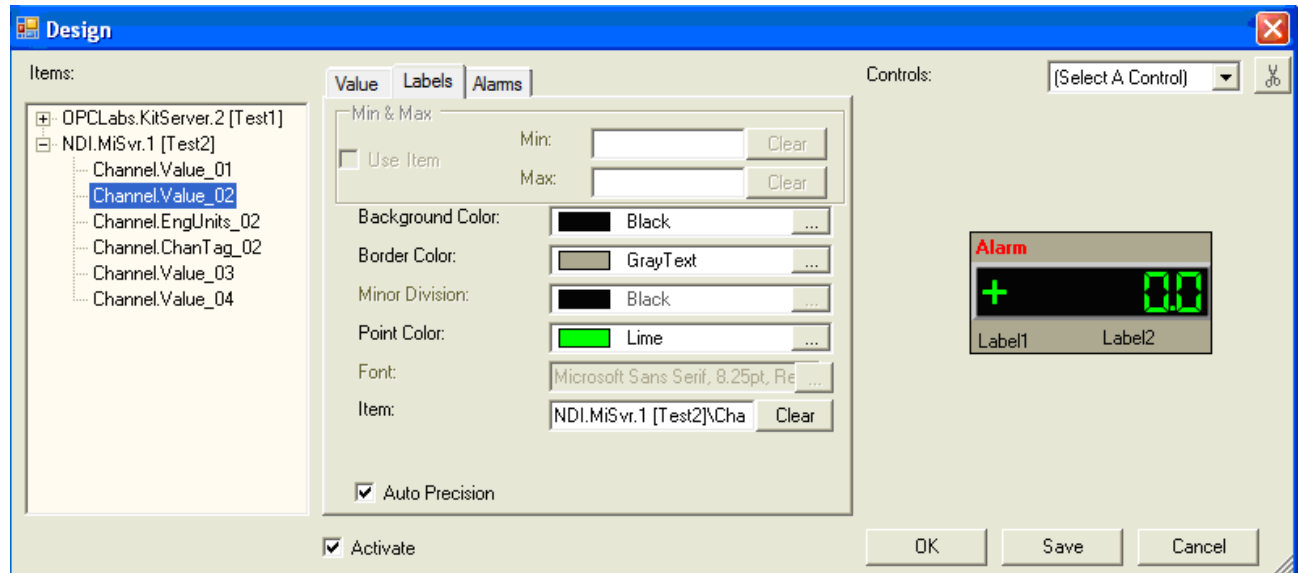 Design
Items:
OPCLabs.KitServer.2 [Test1]
NDI.MiSvr.1 [Test2]
Channel.Value_01
Channel.Value_02
Channel.EngUnits_02
Channel.ChanTag_02
Channel.Value_03
Channel.Value_04
Value Labels Alarms
Min & Max
Use Item
Min: Clear
Max: Clear
Background Color: Black ...
Border Color: GrayText ...
Minor Division: Black ...
Point Color: Lime ...
Font: Microsoft Sans Serif, 8.25pt, Re ...
Item: NDI.MiSvr.1 [Test2]\Cha Clear
Auto Precision
Activate
Controls: (Select A Control)
Alarm
+ 0.0
Label1 Label2
OK Save Cancel